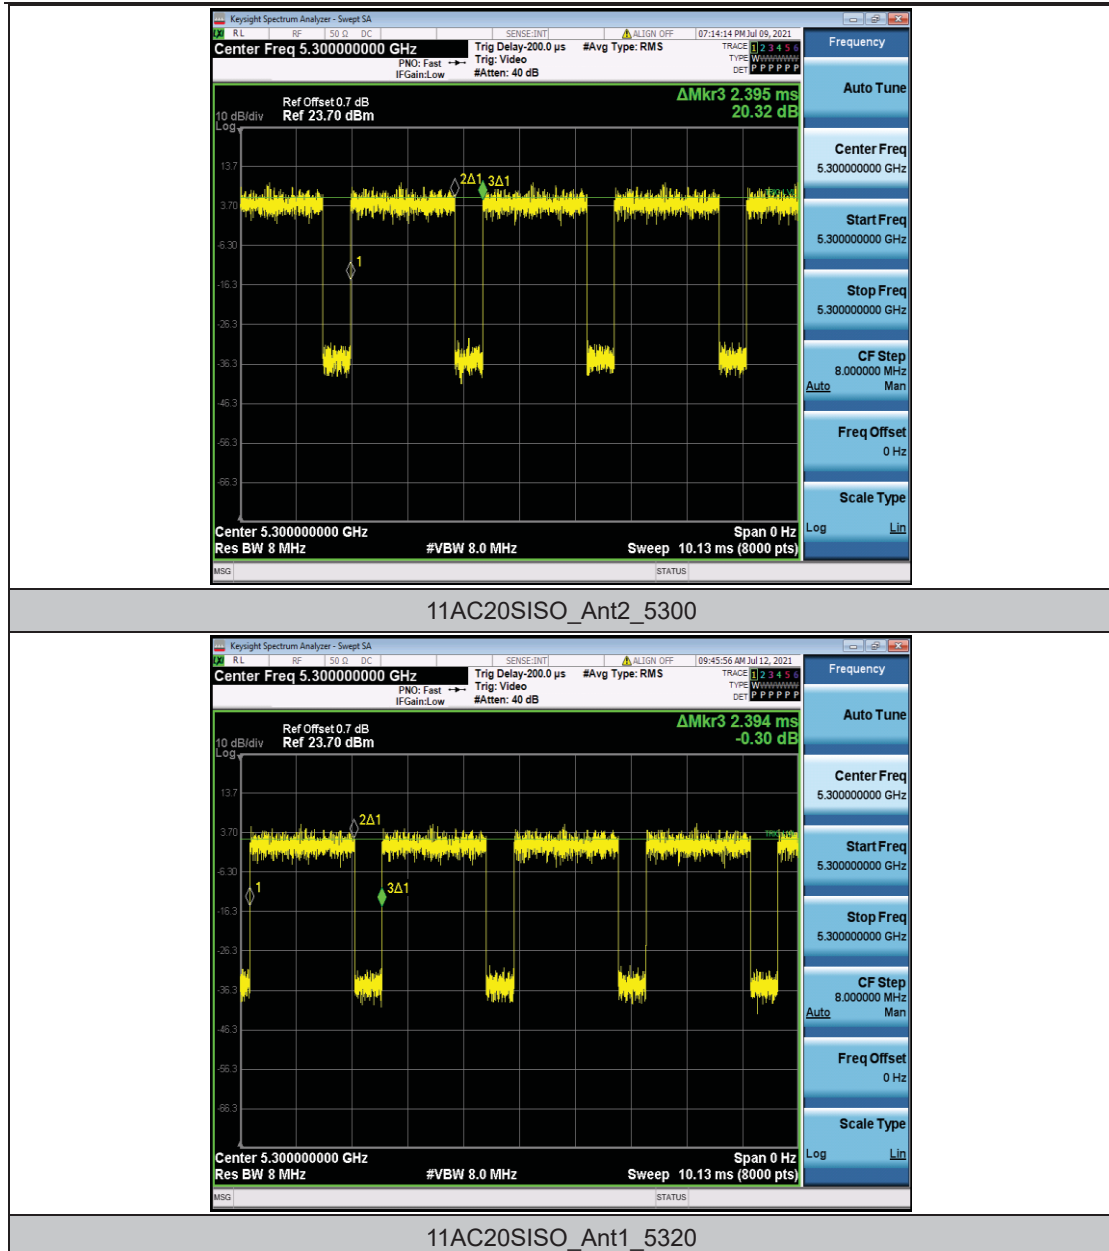 Keysight Spectrum Analyzer - Swept SA
LXI RL RF 50 Ω DC SENSE:INT ALIGN OFF 07:14:14 PM Jul 09, 2021
Center Freq 5.300000000 GHz
PNO: Fast
IFGain:Low
Trig Delay-200.0 µs
Trig: Video
#Atten: 40 dB
#Avg Type: RMS
TRACE 1 2 3 4 5 6
TYPE W
DET P P P P P P
Ref Offset 0.7 dB
10 dB/div Ref 23.70 dBm
Log
ΔMkr3 2.395 ms
20.32 dB
13.7
3.70
-6.30
-16.3
-26.3
-36.3
-46.3
-56.3
-66.3
1
2Δ1
3Δ1
Center 5.300000000 GHz Span 0 Hz
Res BW 8 MHz #VBW 8.0 MHz Sweep 10.13 ms (8000 pts)
MSG STATUS
Frequency
Auto Tune
Center Freq
5.300000000 GHz
Start Freq
5.300000000 GHz
Stop Freq
5.300000000 GHz
CF Step
8.000000 MHz
Auto Man
Freq Offset
0 Hz
Scale Type
Log Lin
11AC20SISO_Ant2_5300
Keysight Spectrum Analyzer - Swept SA
LXI RL RF 50 Ω DC SENSE:INT ALIGN OFF 09:45:56 AM Jul 12, 2021
Center Freq 5.300000000 GHz
PNO: Fast
IFGain:Low
Trig Delay-200.0 µs
Trig: Video
#Atten: 40 dB
#Avg Type: RMS
TRACE 1 2 3 4 5 6
TYPE W
DET P P P P P P
Ref Offset 0.7 dB
10 dB/div Ref 23.70 dBm
Log
ΔMkr3 2.394 ms
-0.30 dB
13.7
3.70
-6.30
-16.3
-26.3
-36.3
-46.3
-56.3
-66.3
1
2Δ1
3Δ1
Center 5.300000000 GHz Span 0 Hz
Res BW 8 MHz #VBW 8.0 MHz Sweep 10.13 ms (8000 pts)
MSG STATUS
Frequency
Auto Tune
Center Freq
5.300000000 GHz
Start Freq
5.300000000 GHz
Stop Freq
5.300000000 GHz
CF Step
8.000000 MHz
Auto Man
Freq Offset
0 Hz
Scale Type
Log Lin
11AC20SISO_Ant1_5320